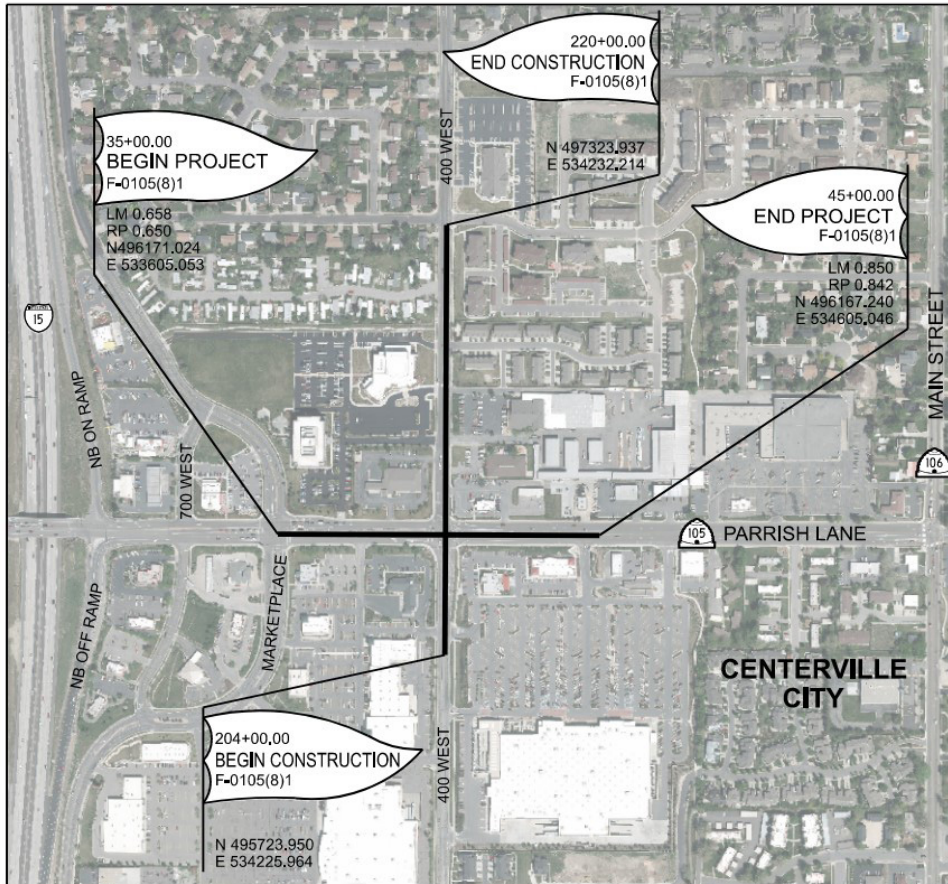 220+00.00
END CONSTRUCTION
F-0105(8)1
N 497323.937
E 534232.214
400 WEST
35+00.00
BEGIN PROJECT
F-0105(8)1
LM 0.658
RP 0.650
N496171.024
E 533605.053
45+00.00
END PROJECT
F-0105(8)1
LM 0.850
RP 0.842
N 496167.240
E 534605.046
15
MAIN STREET
NB ON RAMP
700 WEST
106
105
PARRISH LANE
NB OFF RAMP
MARKETPLACE
CENTERVILLE
CITY
204+00.00
BEGIN CONSTRUCTION
F-0105(8)1
400 WEST
N 495723.950
E 534225.964